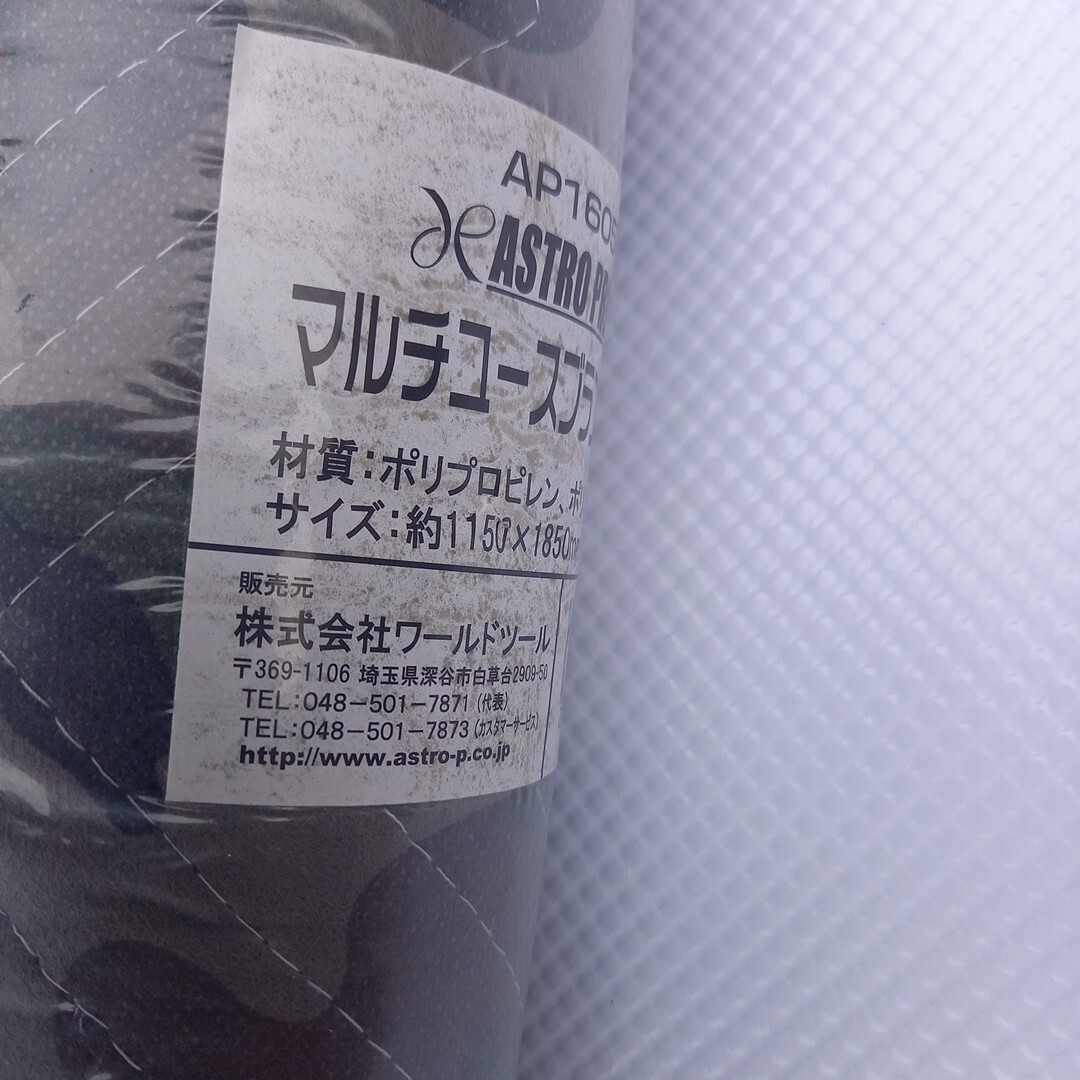 AP1605
ASTRO PR
マルチユースブラ
材質：ポリプロピレン、ポリ
サイズ：約1150×1850mm
販売元
株式会社ワールドツール
〒369-1106 埼玉県深谷市白草台2909-50
TEL：048－501－7871（代表）
TEL：048－501－7873（カスタマーサービス）
http://www.astro-p.co.jp